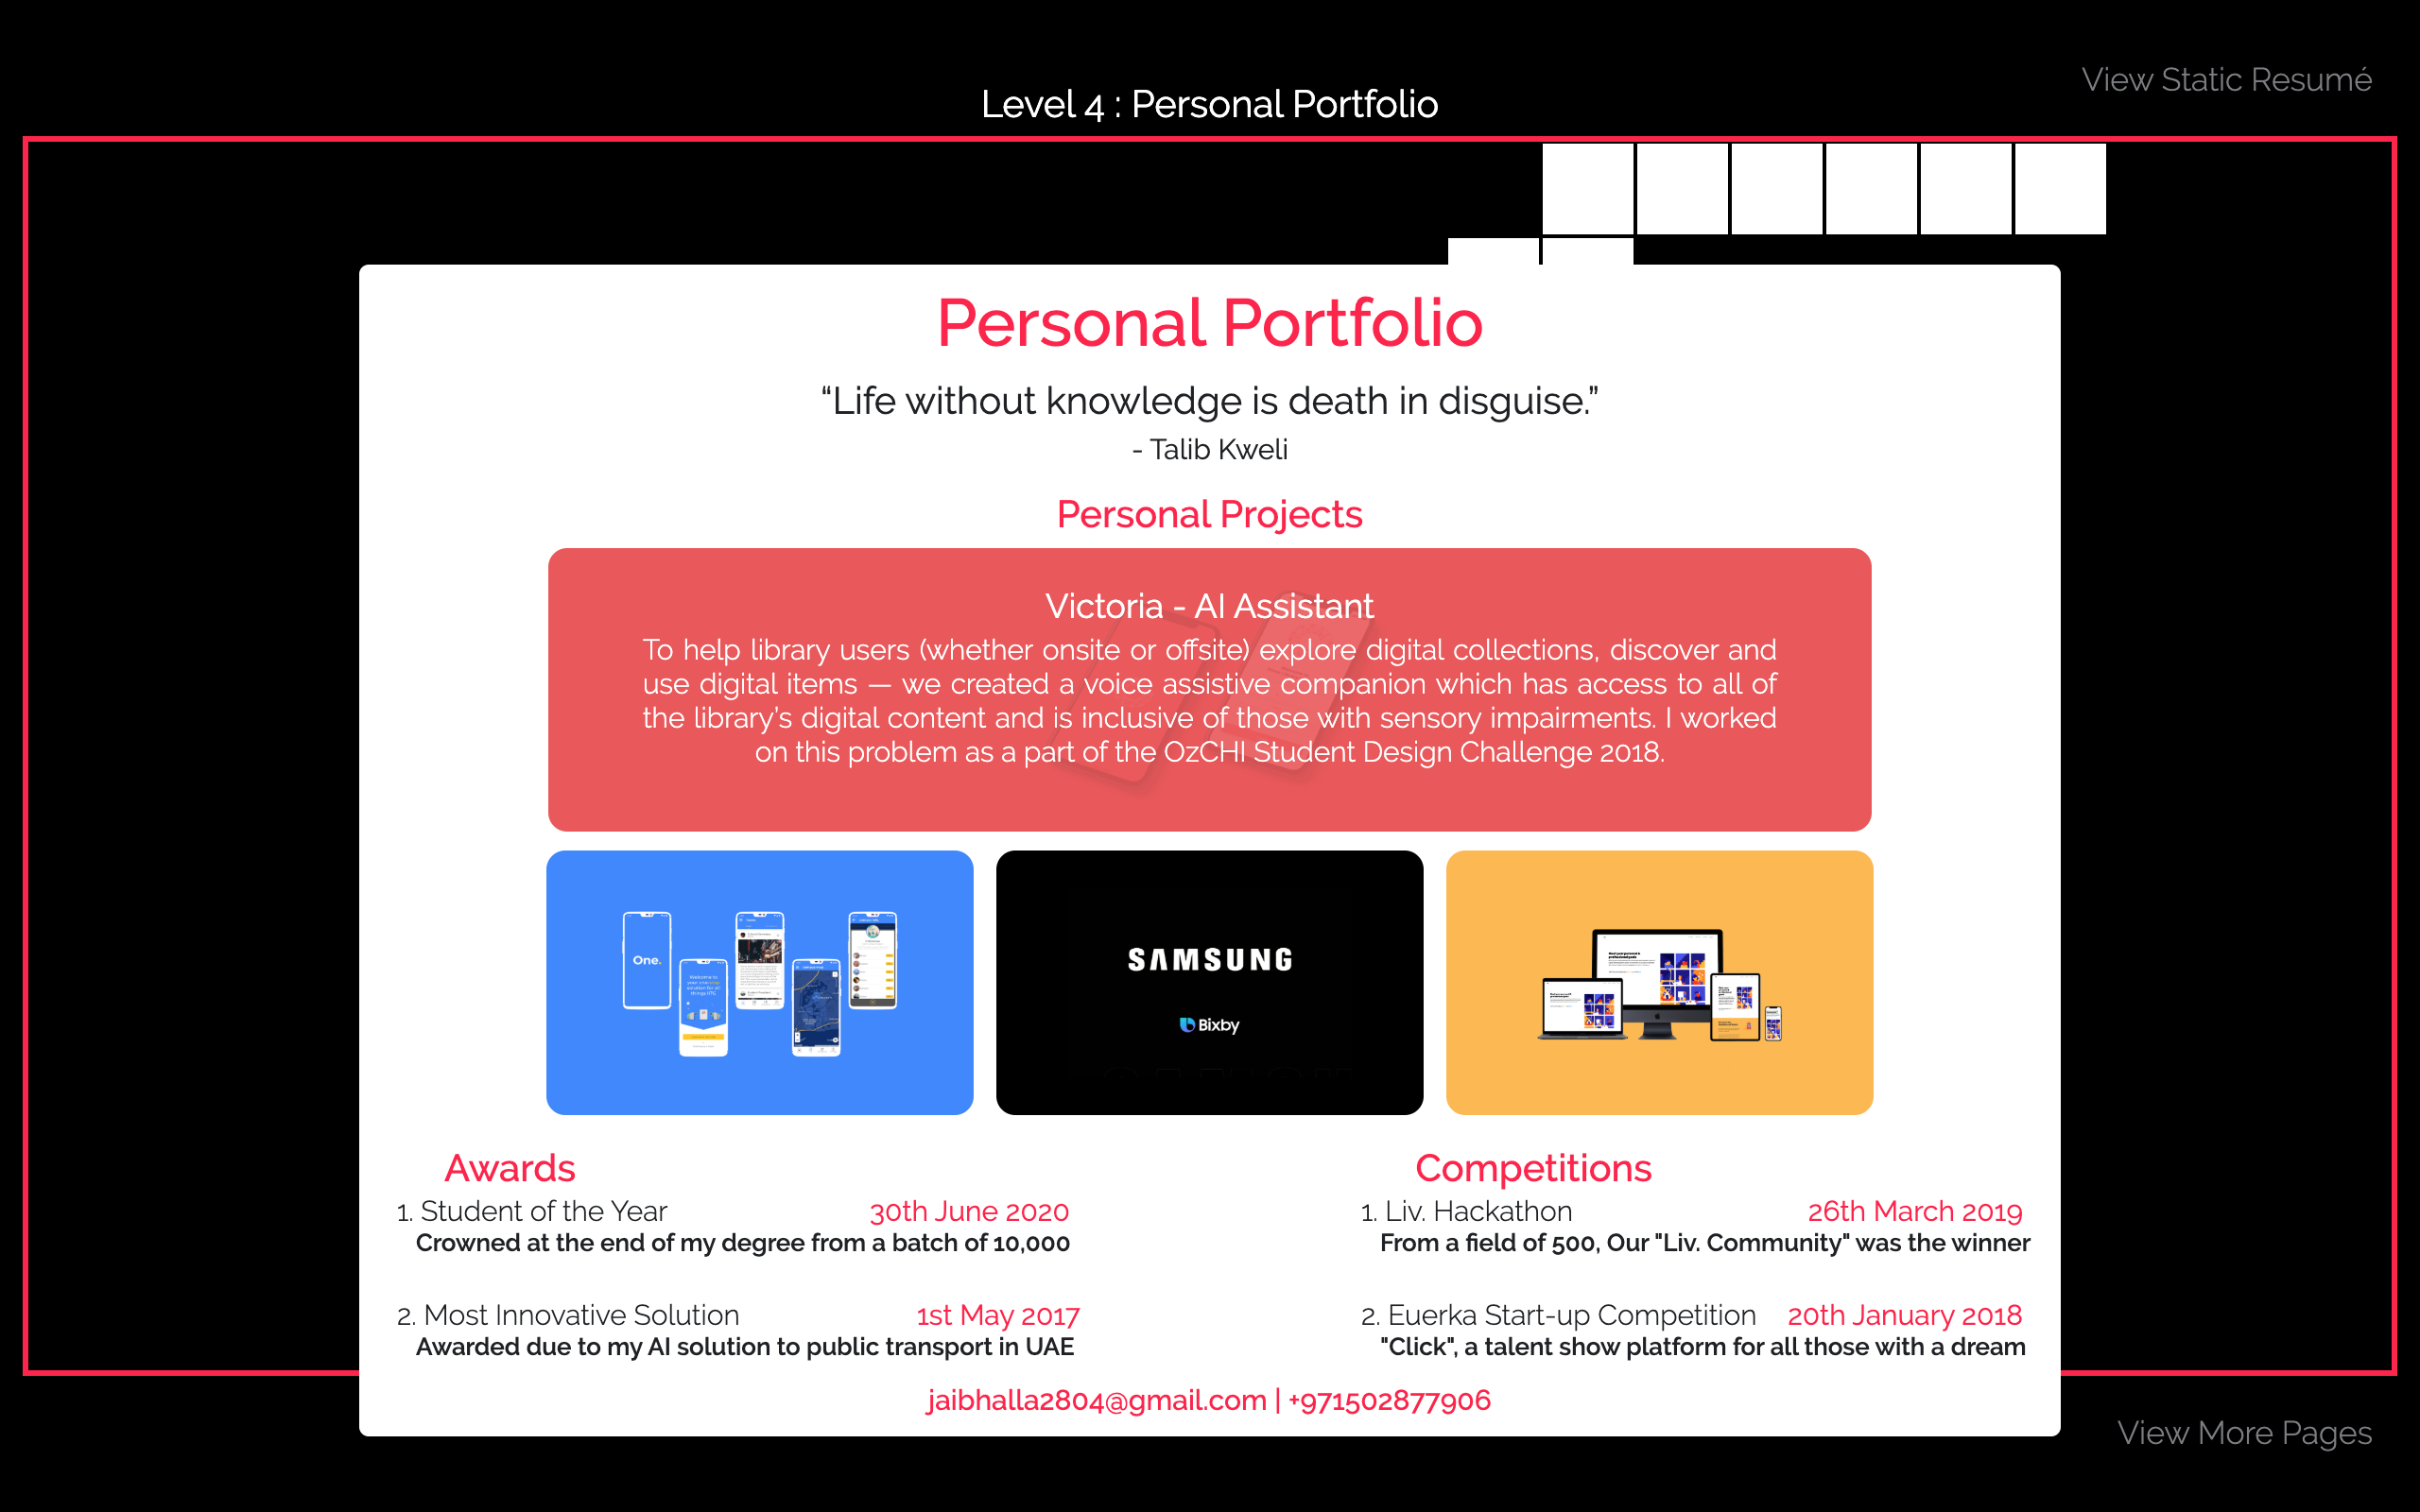 View Static Resumé
Level 4 : Personal Portfolio
Personal Portfolio
“Life without knowledge is death in disguise.”
- Talib Kweli
Personal Projects
Victoria - AI Assistant
To help library users (whether onsite or offsite) explore digital collections, discover and
use digital items — we created a voice assistive companion which has access to all of
the library’s digital content and is inclusive of those with sensory impairments. I worked
on this problem as a part of the OzCHI Student Design Challenge 2018.
One.
Welcome to
SAMSUNG
Bixby
Awards
1. Student of the Year 30th June 2020
Crowned at the end of my degree from a batch of 10,000
2. Most Innovative Solution 1st May 2017
Awarded due to my AI solution to public transport in UAE
Competitions
1. Liv. Hackathon 26th March 2019
From a field of 500, Our "Liv. Community" was the winner
2. Euerka Start-up Competition 20th January 2018
"Click", a talent show platform for all those with a dream
jaibhalla2804@gmail.com | +971502877906
View More Pages